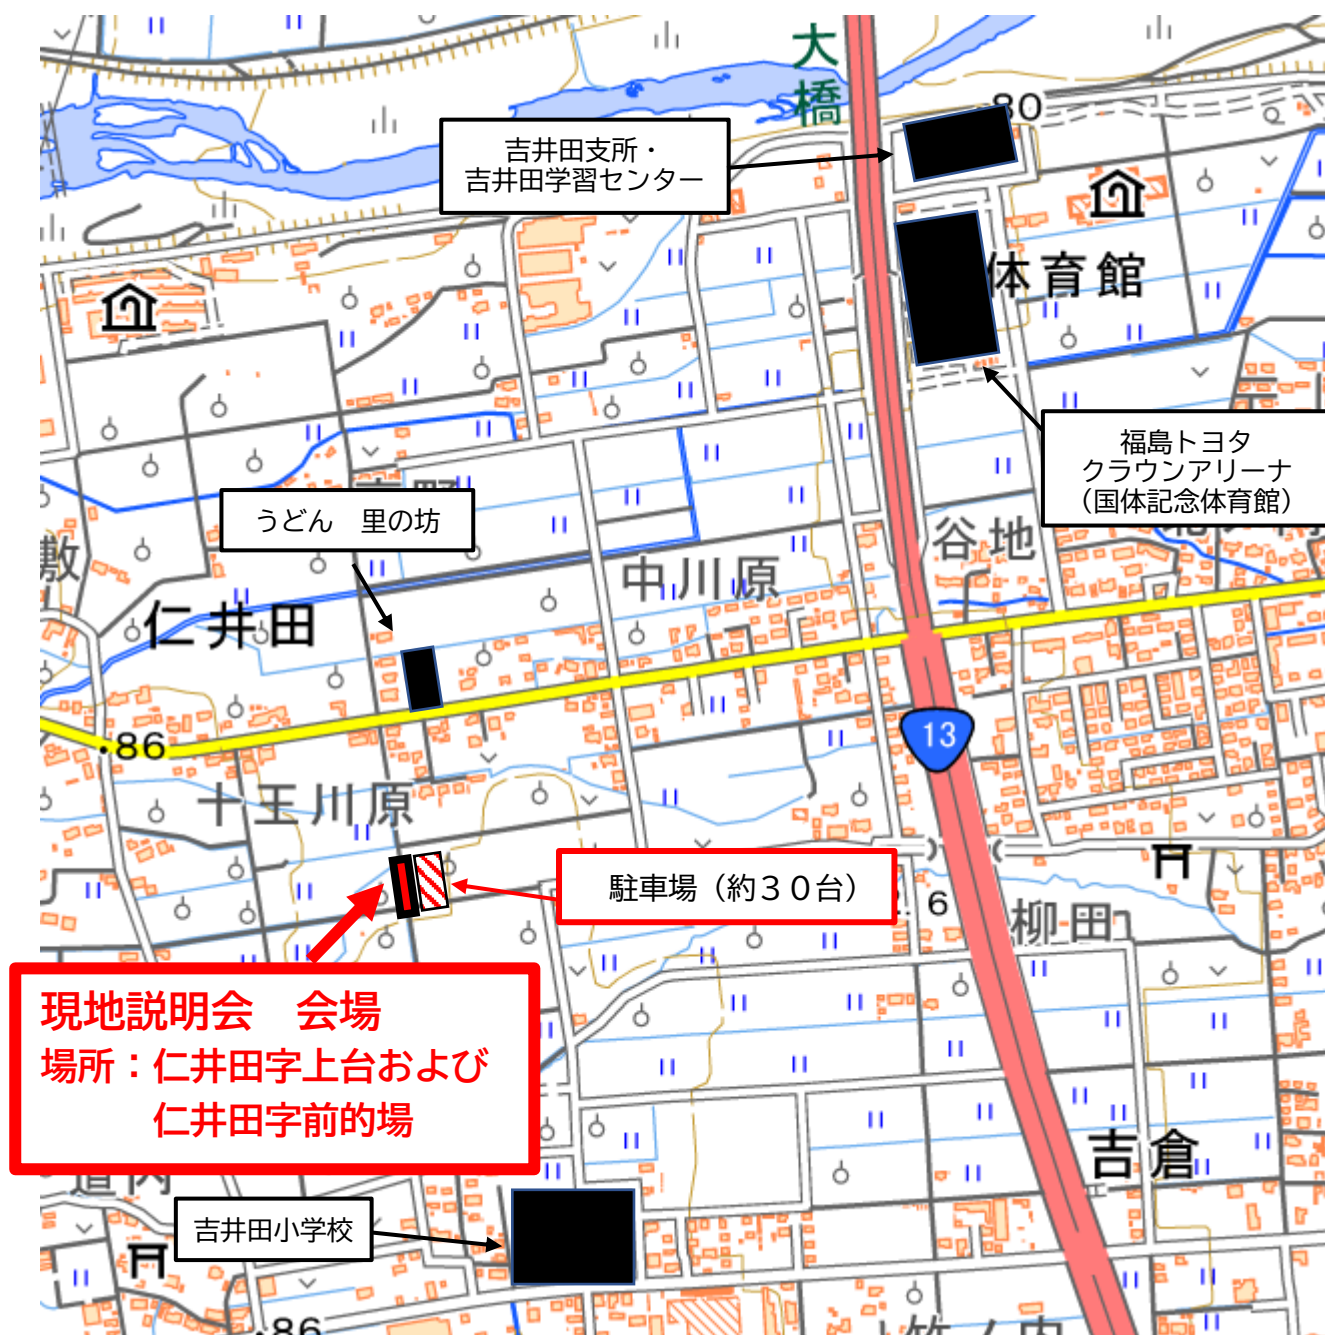 大橋
80
吉井田支所・
吉井田学習センター
体育館
福島トヨタ
クラウンアリーナ
（国体記念体育館）
うどん　里の坊
谷地
中川原
敷
仁井田
13
86
十王川原
駐車場（約３０台）
6
柳田
現地説明会　会場
場所：仁井田字上台および
仁井田字前的場
吉倉
吉井田小学校
86